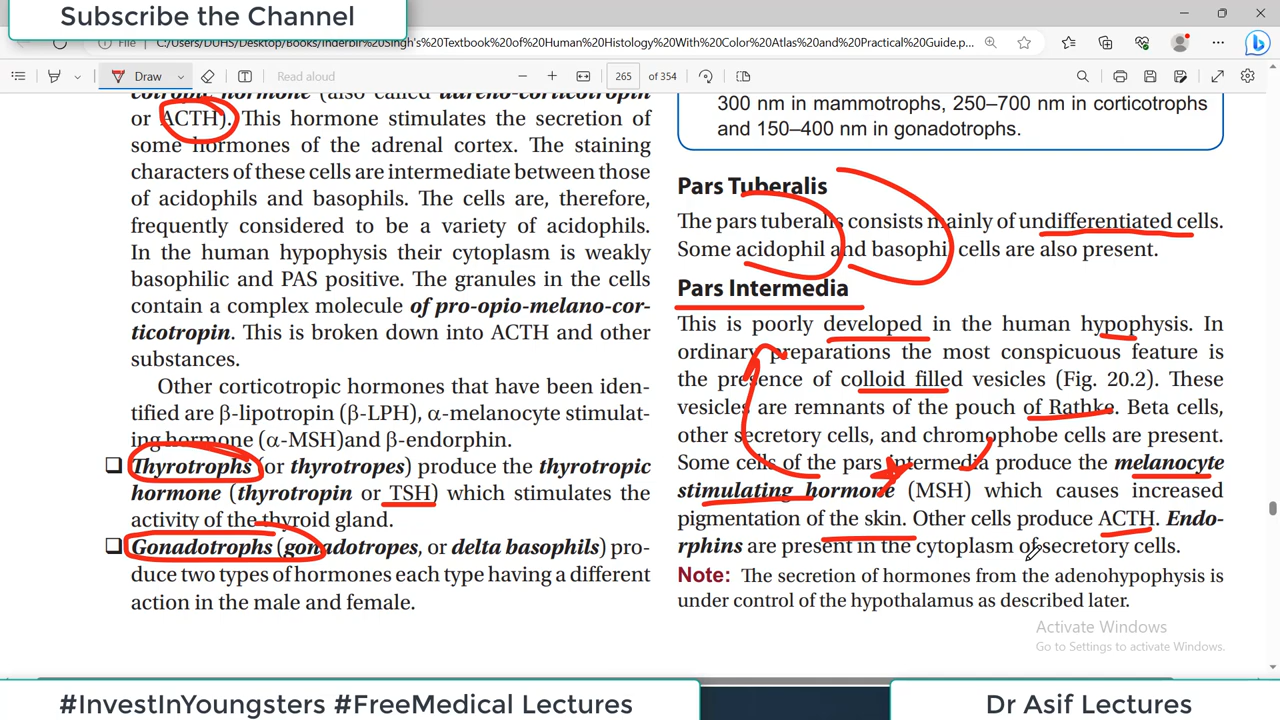 Subscribe the Channel
File
C:/Users/DUHS/Desktop/Books/Inderbir%20Singh's%20Textbook%20of%20Human%20Histology%20With%20Color%20Atlas%20and%20Practical%20Guide.p...
Draw
Read aloud
265
of 354
cotropic hormone (also called adreno-corticotropin
or ACTH). This hormone stimulates the secretion of
some hormones of the adrenal cortex. The staining
characters of these cells are intermediate between those
of acidophils and basophils. The cells are, therefore,
frequently considered to be a variety of acidophils.
In the human hypophysis their cytoplasm is weakly
basophilic and PAS positive. The granules in the cells
contain a complex molecule of pro-opio-melano-cor-
ticotropin. This is broken down into ACTH and other
substances.
Other corticotropic hormones that have been iden-
tified are β-lipotropin (β-LPH), α-melanocyte stimulat-
ing hormone (α-MSH)and β-endorphin.
❑ Thyrotrophs (or thyrotropes) produce the thyrotropic
hormone (thyrotropin or TSH) which stimulates the
activity of the thyroid gland.
❑ Gonadotrophs (gonadotropes, or delta basophils) pro-
duce two types of hormones each type having a different
action in the male and female.
300 nm in mammotrophs, 250–700 nm in corticotrophs
and 150–400 nm in gonadotrophs.
Pars Tuberalis
The pars tuberalis consists mainly of undifferentiated cells.
Some acidophil and basophil cells are also present.
Pars Intermedia
This is poorly developed in the human hypophysis. In
ordinary preparations the most conspicuous feature is
the presence of colloid filled vesicles (Fig. 20.2). These
vesicles are remnants of the pouch of Rathke. Beta cells,
other secretory cells, and chromophobe cells are present.
Some cells of the pars intermedia produce the melanocyte
stimulating hormone (MSH) which causes increased
pigmentation of the skin. Other cells produce ACTH. Endo-
rphins are present in the cytoplasm of secretory cells.
Note: The secretion of hormones from the adenohypophysis is
under control of the hypothalamus as described later.
Activate Windows
Go to Settings to activate Windows.
#InvestInYoungsters #FreeMedical Lectures
Dr Asif Lectures